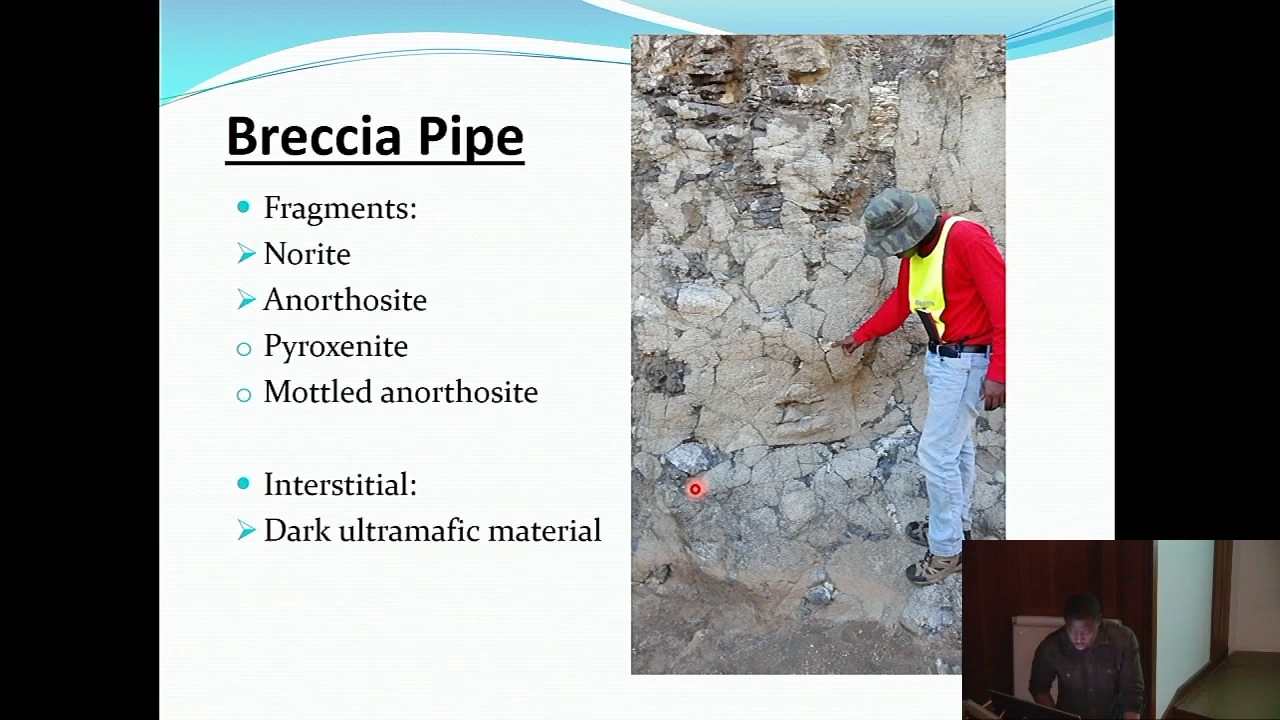 Breccia Pipe
Fragments:
Norite
Anorthosite
Pyroxenite
Mottled anorthosite
Interstitial:
Dark ultramafic material